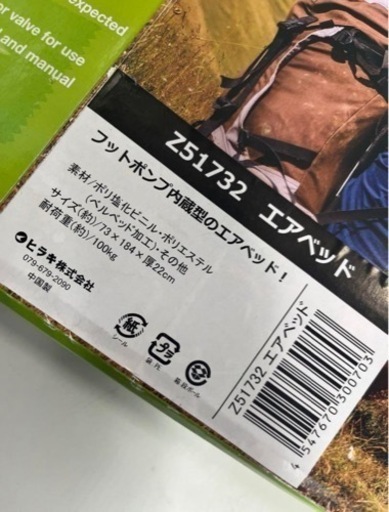 expected
or valve for use
and manual
Z51732 エアベッド
フットポンプ内蔵型のエアベッド!
素材/ポリ塩化ビニル・ポリエステル
(ベルベッド加工)・その他
サイズ(約)/73×184×厚22cm
耐荷重(約)/100kg
ヒラキ株式会社
079-679-2090
中国製
紙
シール
プラ
袋 他
段ボール
Z51732 エアベッド
4 547670 300703